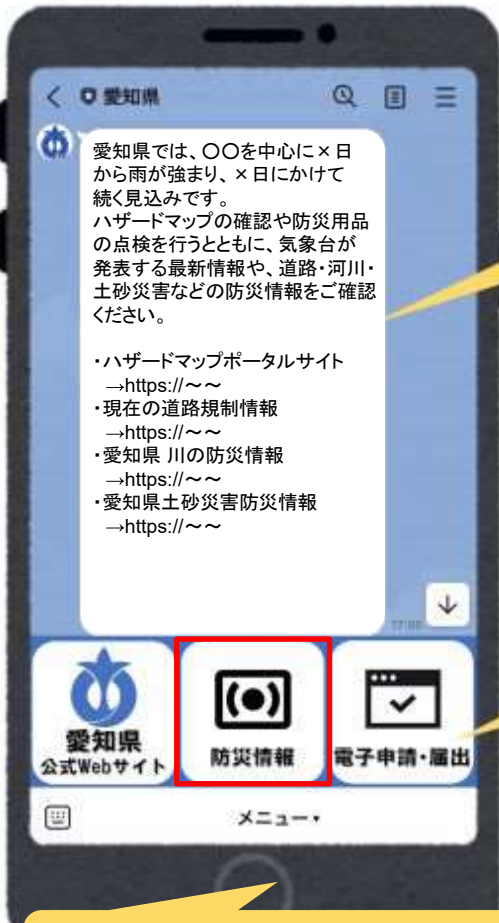 愛知県
愛知県では、〇〇を中心に×日
から雨が強まり、×日にかけて
続く見込みです。
ハザードマップの確認や防災用品
の点検を行うとともに、気象台が
発表する最新情報や、道路・河川・
土砂災害などの防災情報をご確認
ください。
・ハザードマップポータルサイト
→https://～～
・現在の道路規制情報
→https://～～
・愛知県 川の防災情報
→https://～～
・愛知県土砂災害防災情報
→https://～～
愛知県
公式Webサイト
防災情報
電子申請・届出
メニュー▾